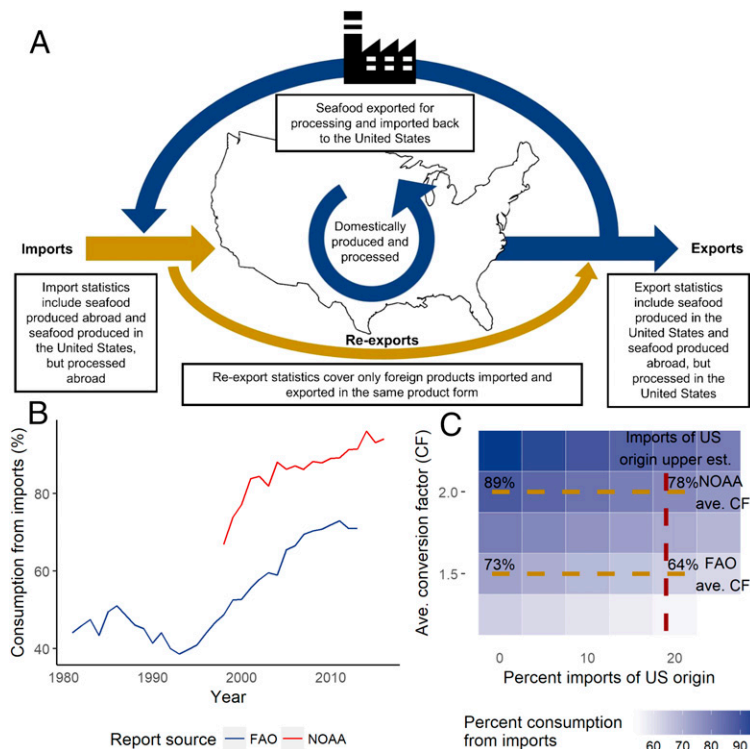 A
Seafood exported for
processing and imported back
to the United States
Domestically
produced and
processed
Imports
Exports
Import statistics
include seafood
produced abroad and
seafood produced in
the United States,
but processed
abroad
Export statistics
include seafood
produced in the
United States and
seafood produced
abroad, but
processed in the
United States
Re-exports
Re-export statistics cover only foreign products imported and
exported in the same product form
B
Consumption from imports (%)
80
60
40
1980
1990
2000
2010
Year
Report source
FAO
NOAA
C
Ave. conversion factor (CF)
2.0
1.5
Imports of US
origin upper est.
89%
78%
NOAA
ave. CF
73%
64%
FAO
ave. CF
0
10
20
Percent imports of US origin
Percent consumption
from imports
60
70
80
90